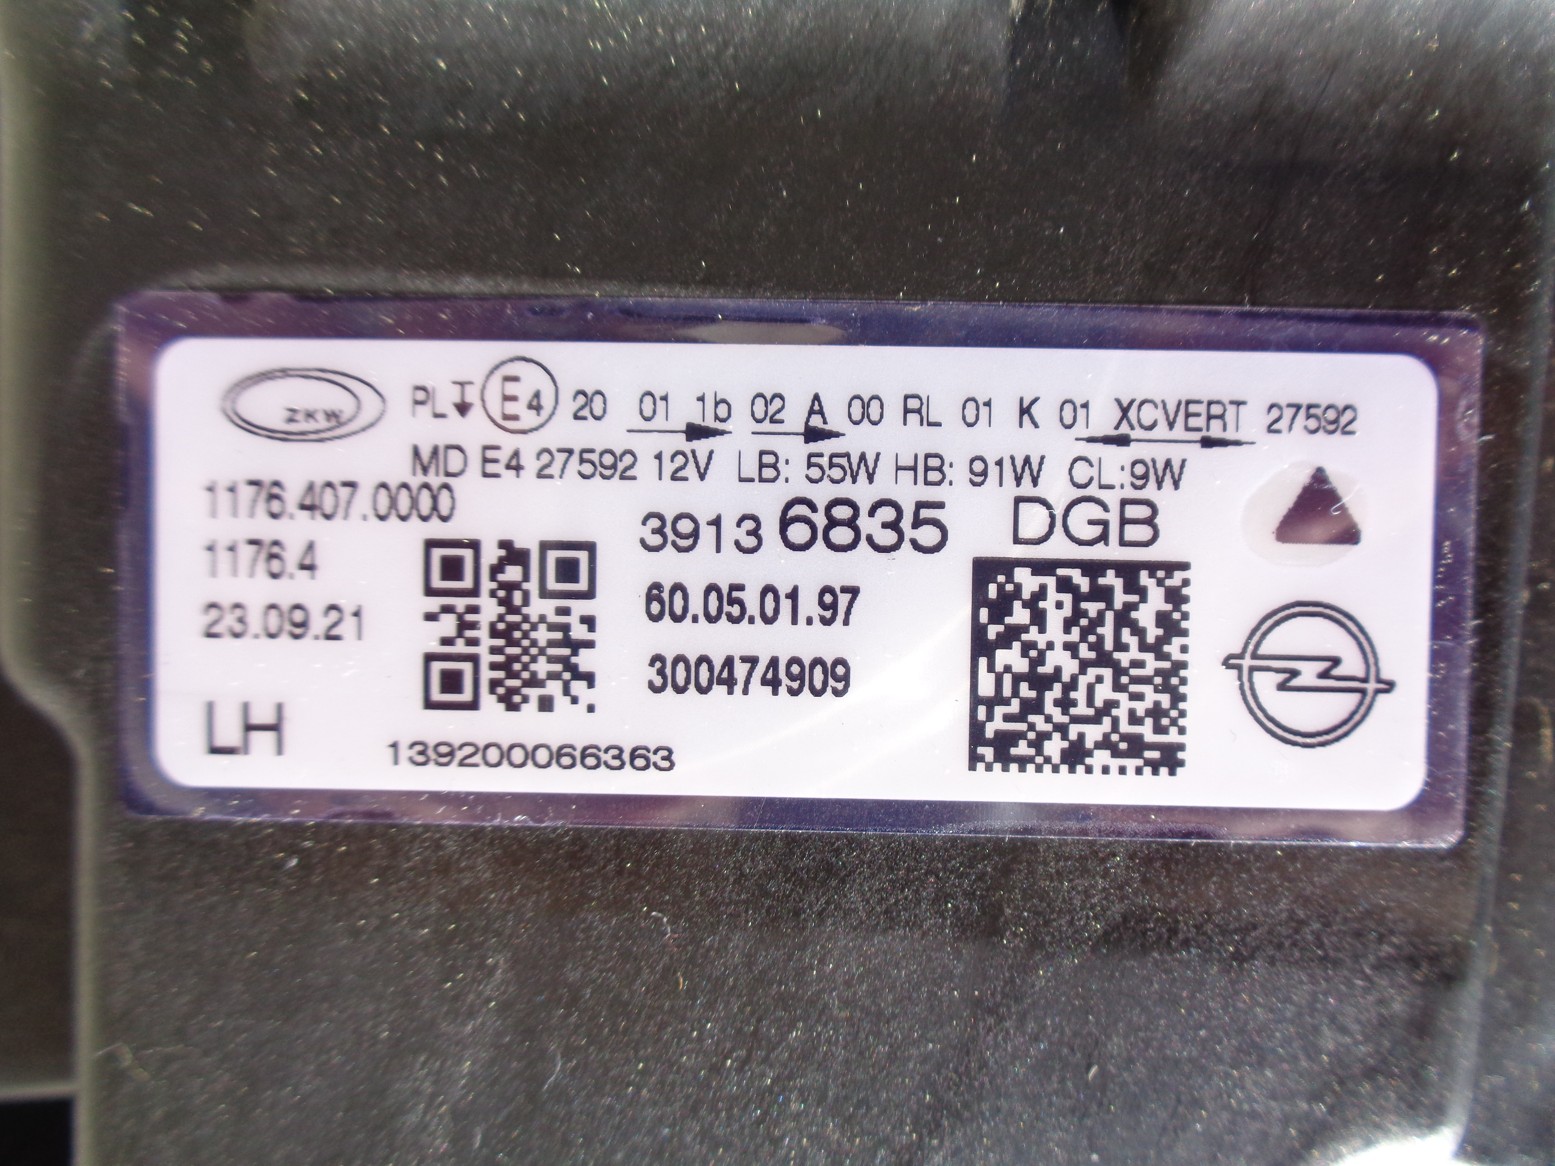 ZKW PL E4 20 01 1b 02 A 00 RL 01 K 01 XCVERT 27592
MD E4 27592 12V LB: 55W HB: 91W CL:9W
1176.407.0000
39136835 DGB
1176.4
60.05.01.97
23.09.21
300474909
LH
139200066363